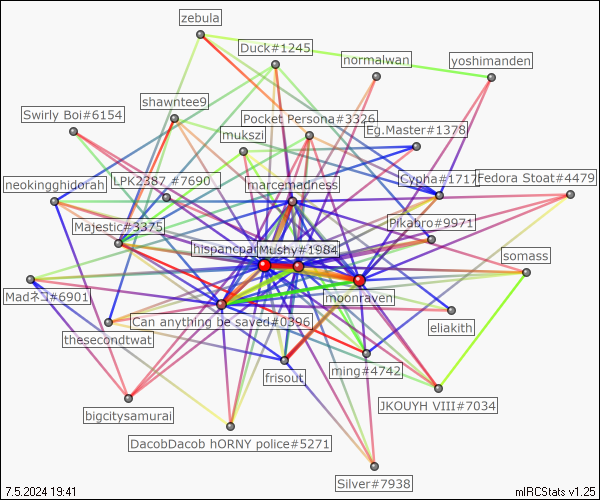 zebula
Duck#1245
normalwan
yoshimanden
shawntee9
Swirly Boi#6154
Pocket Persona#3326
mukszi
Eg.Master#1378
neokingghidorah
LPK2387 #7690
marcemadness
Cypha#1717
Fedora Stoat#4479
Majestic#3375
Pikabro#9971
Mushy#1984
somass
Madネコ#6901
moonraven
Can anything be saved#0396
eliakith
thesecondtwat
frisout
ming#4742
bigcitysamurai
JKOUYH VIII#7034
DacobDacob hORNY police#5271
Silver#7938
7.5.2024 19:41
mIRCStats v1.25